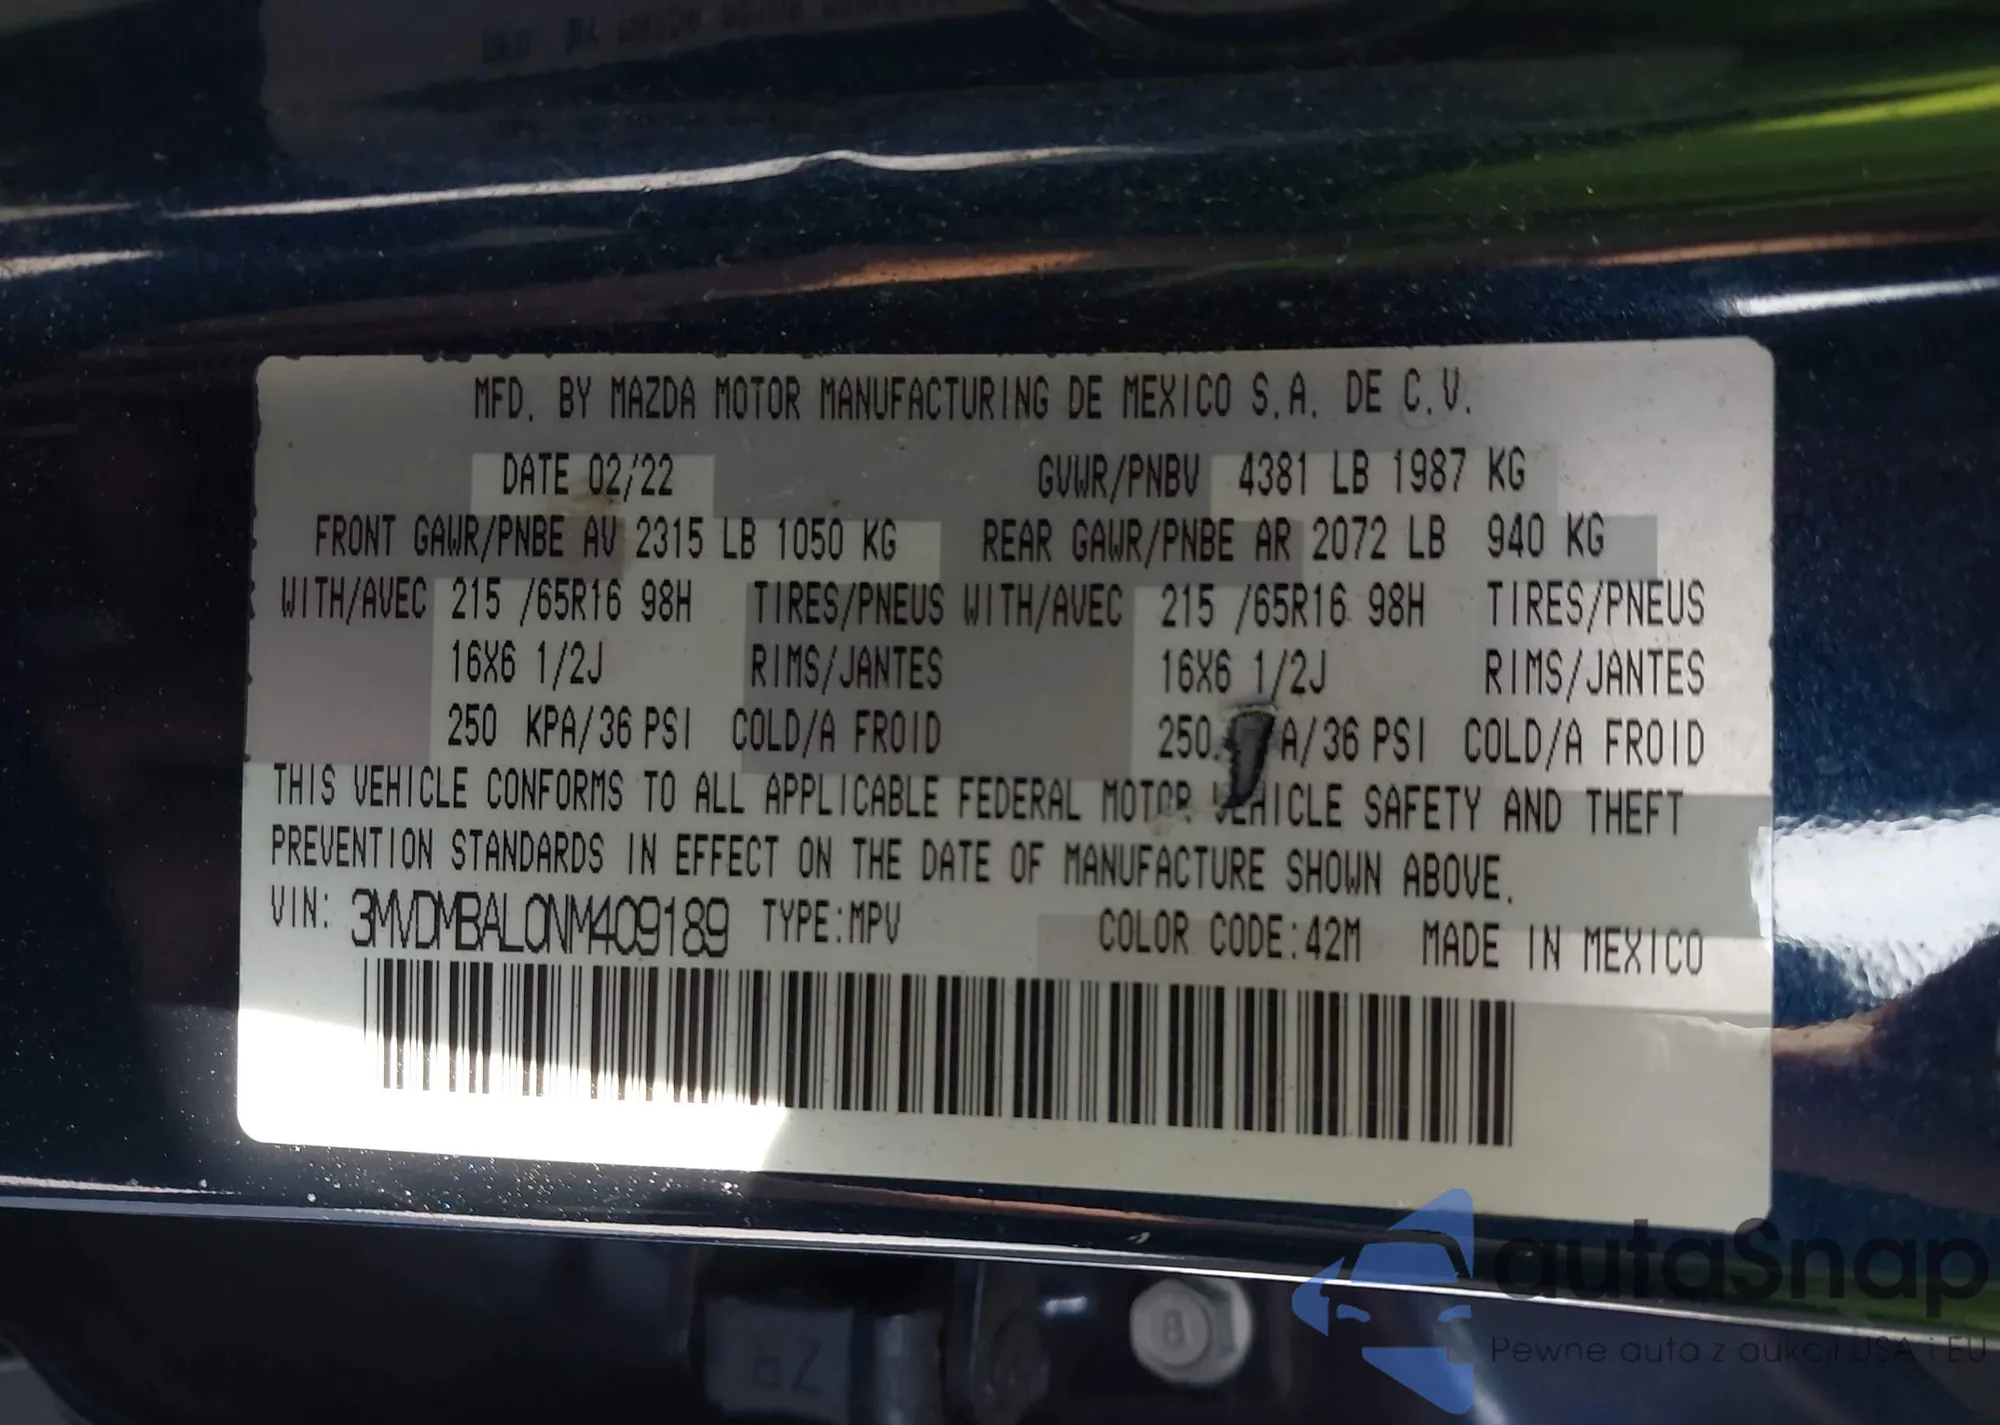 MFD. BY MAZDA MOTOR MANUFACTURING DE MEXICO S.A. DE C.V.
DATE 02/22 GVWR/PNBV 4381 LB 1987 KG
FRONT GAWR/PNBE AV 2315 LB 1050 KG REAR GAWR/PNBE AR 2072 LB 940 KG
WITH/AVEC 215 /65R16 98H TIRES/PNEUS WITH/AVEC 215 /65R16 98H TIRES/PNEUS
16X6 1/2J RIMS/JANTES 16X6 1/2J RIMS/JANTES
250 KPA/36 PSI COLD/A FROID 250 A/36 PSI COLD/A FROID
THIS VEHICLE CONFORMS TO ALL APPLICABLE FEDERAL MOTOR VEHICLE SAFETY AND THEFT
PREVENTION STANDARDS IN EFFECT ON THE DATE OF MANUFACTURE SHOWN ABOVE.
VIN: 3MVDMBAL0NM409189 TYPE:MPV COLOR CODE:42M MADE IN MEXICO
8
autaSnap
Pewne auta z aukcji USA i EU